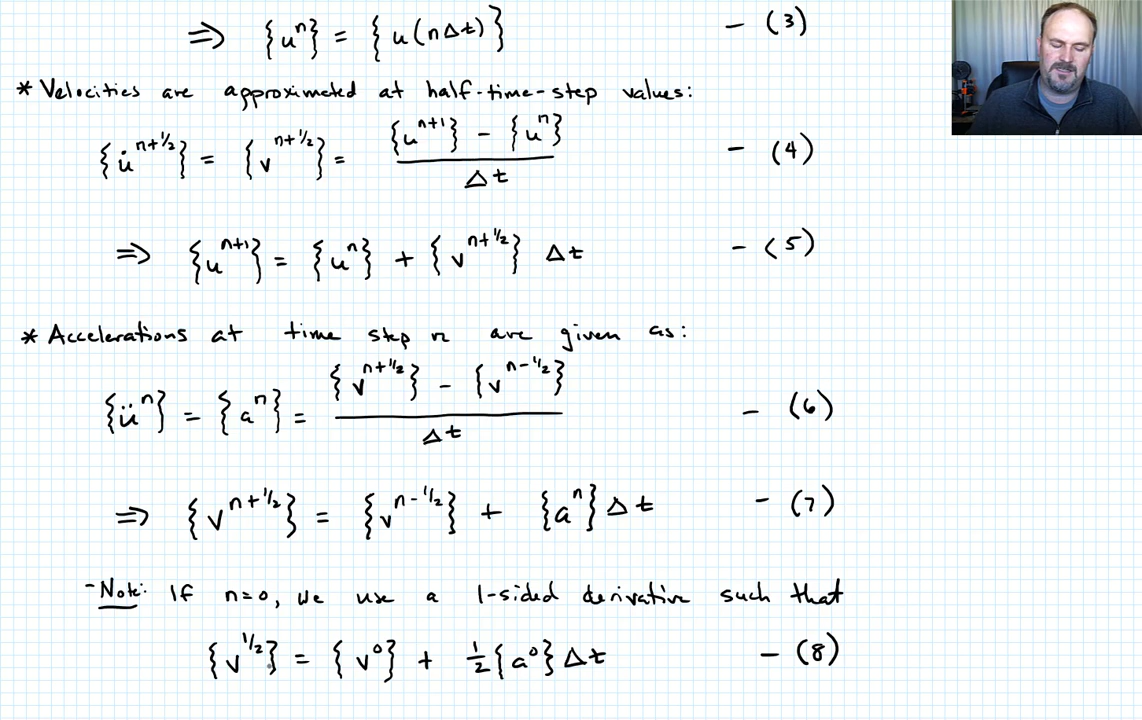 ⇒ {u^n} = {u(nΔt)} - (3)
* Velocities are approximated at half-time-step values:
{u̇^{n+1/2}} = {v^{n+1/2}} = ({u^{n+1}} - {u^n}) / Δt - (4)
⇒ {u^{n+1}} = {u^n} + {v^{n+1/2}} Δt - (5)
* Accelerations at time step n are given as:
{ü^n} = {a^n} = ({v^{n+1/2}} - {v^{n-1/2}}) / Δt - (6)
⇒ {v^{n+1/2}} = {v^{n-1/2}} + {a^n} Δt - (7)
- Note: If n=0, we use a 1-sided derivative such that
{v^{1/2}} = {v^0} + 1/2 {a^0} Δt - (8)